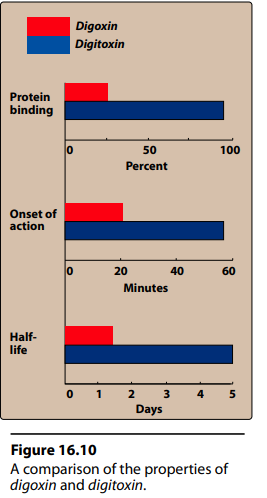 Digoxin
Digitoxin
Protein
binding
0 50 100
Percent
Onset of
action
0 20 40 60
Minutes
Half-
life
0 1 2 3 4 5
Days
Figure 16.10
A comparison of the properties of
digoxin and digitoxin.